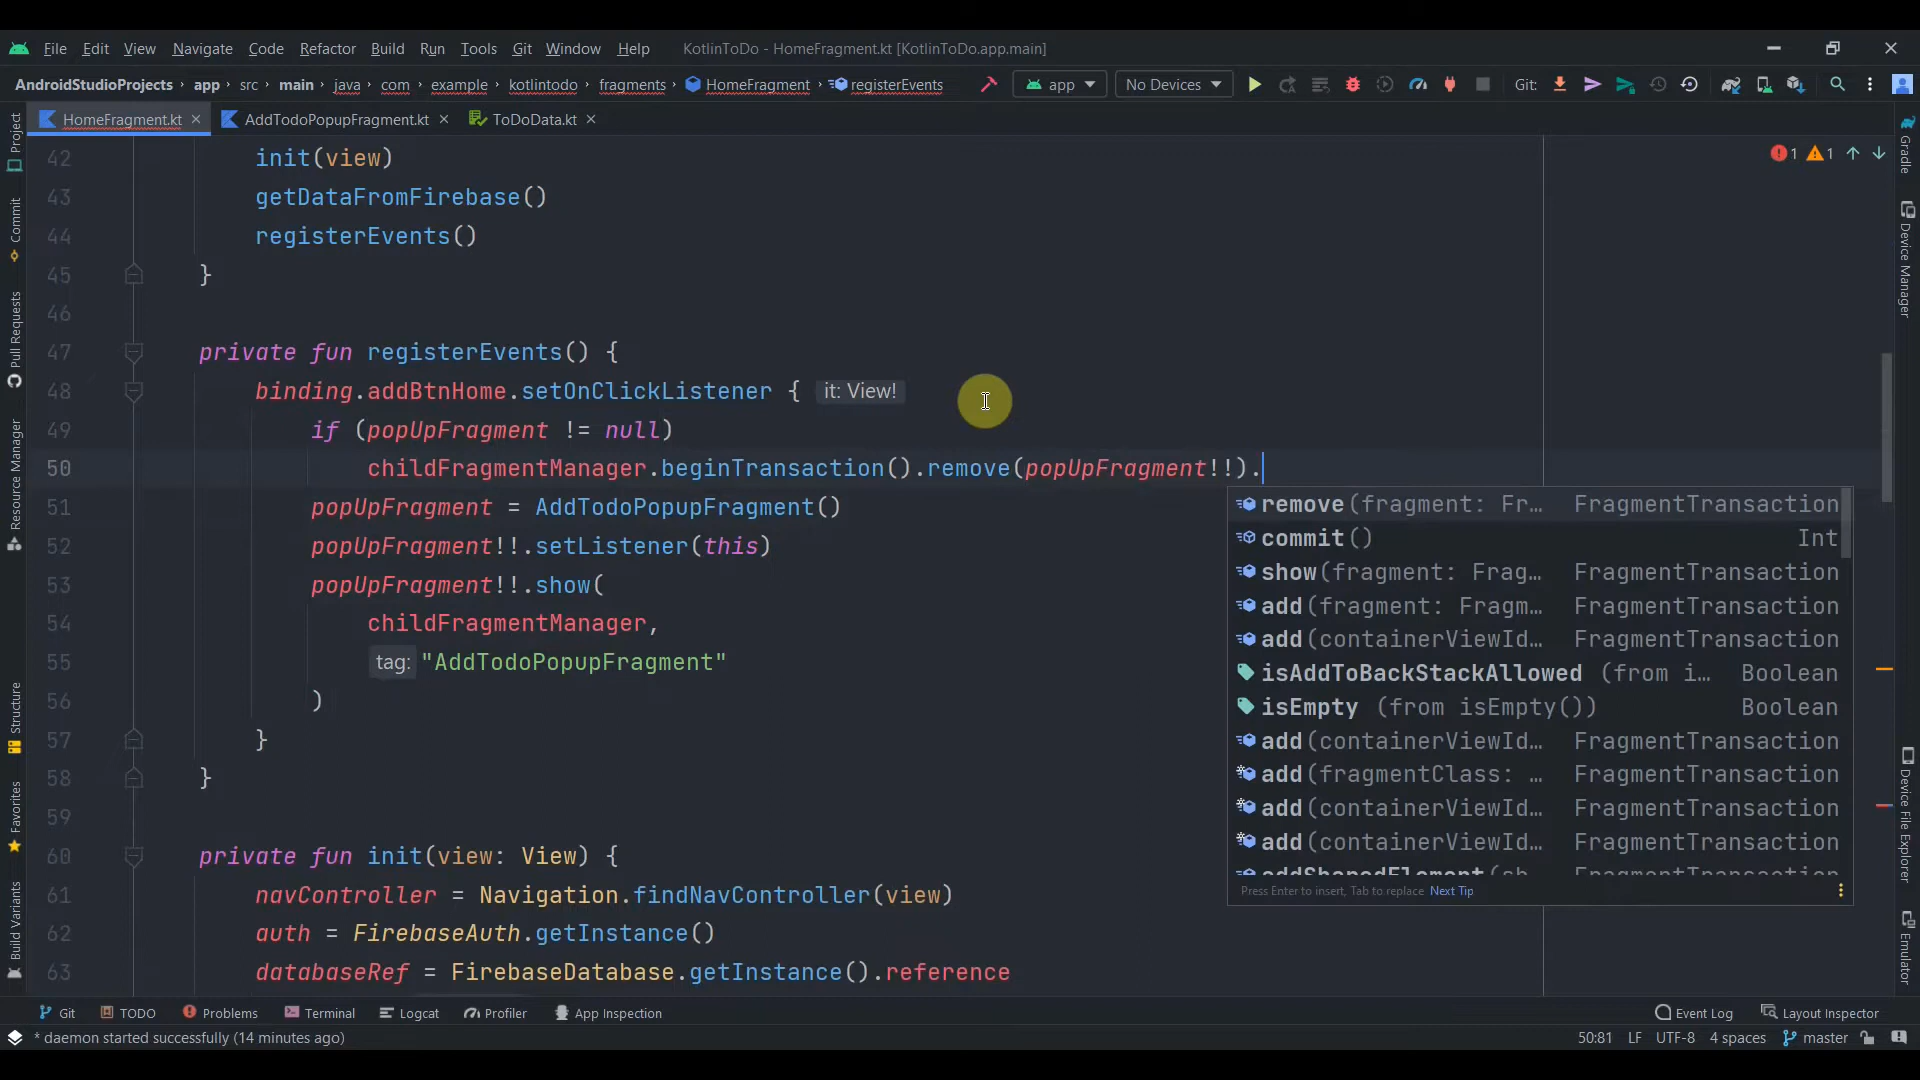 File Edit View Navigate Code Refactor Build Run Tools Git Window Help KotlinToDo - HomeFragment.kt [KotlinToDo.app.main]
AndroidStudioProjects app src main java com example kotlintodo fragments HomeFragment registerEvents app No Devices Git:
HomeFragment.kt AddTodoPopupFragment.kt ToDoData.kt
Project
Commit
Pull Requests
Resource Manager
Structure
Favorites
Build Variants
1 1
42 init(view)
43 getDataFromFirebase()
44 registerEvents()
45 }
46
47 private fun registerEvents() {
48 binding.addBtnHome.setOnClickListener { it: View!
49 if (popUpFragment != null)
50 childFragmentManager.beginTransaction().remove(popUpFragment!!).
51 popUpFragment = AddTodoPopupFragment()
52 popUpFragment!!.setListener(this)
53 popUpFragment!!.show(
54 childFragmentManager,
55 tag: "AddTodoPopupFragment"
56 )
57 }
58 }
59
60 private fun init(view: View) {
61 navController = Navigation.findNavController(view)
62 auth = FirebaseAuth.getInstance()
63 databaseRef = FirebaseDatabase.getInstance().reference
remove(fragment: Fr… FragmentTransaction
commit() Int
show(fragment: Frag… FragmentTransaction
add(fragment: Fragm… FragmentTransaction
add(containerViewId… FragmentTransaction
isAddToBackStackAllowed (from i… Boolean
isEmpty (from isEmpty()) Boolean
add(containerViewId… FragmentTransaction
add(fragmentClass: … FragmentTransaction
add(containerViewId… FragmentTransaction
add(containerViewId… FragmentTransaction
addSharedElement(sh… FragmentTransaction
Press Enter to insert, Tab to replace Next Tip
Gradle
Device Manager
Device File Explorer
Emulator
Git TODO Problems Terminal Logcat Profiler App Inspection Event Log Layout Inspector
* daemon started successfully (14 minutes ago) 50:81 LF UTF-8 4 spaces master